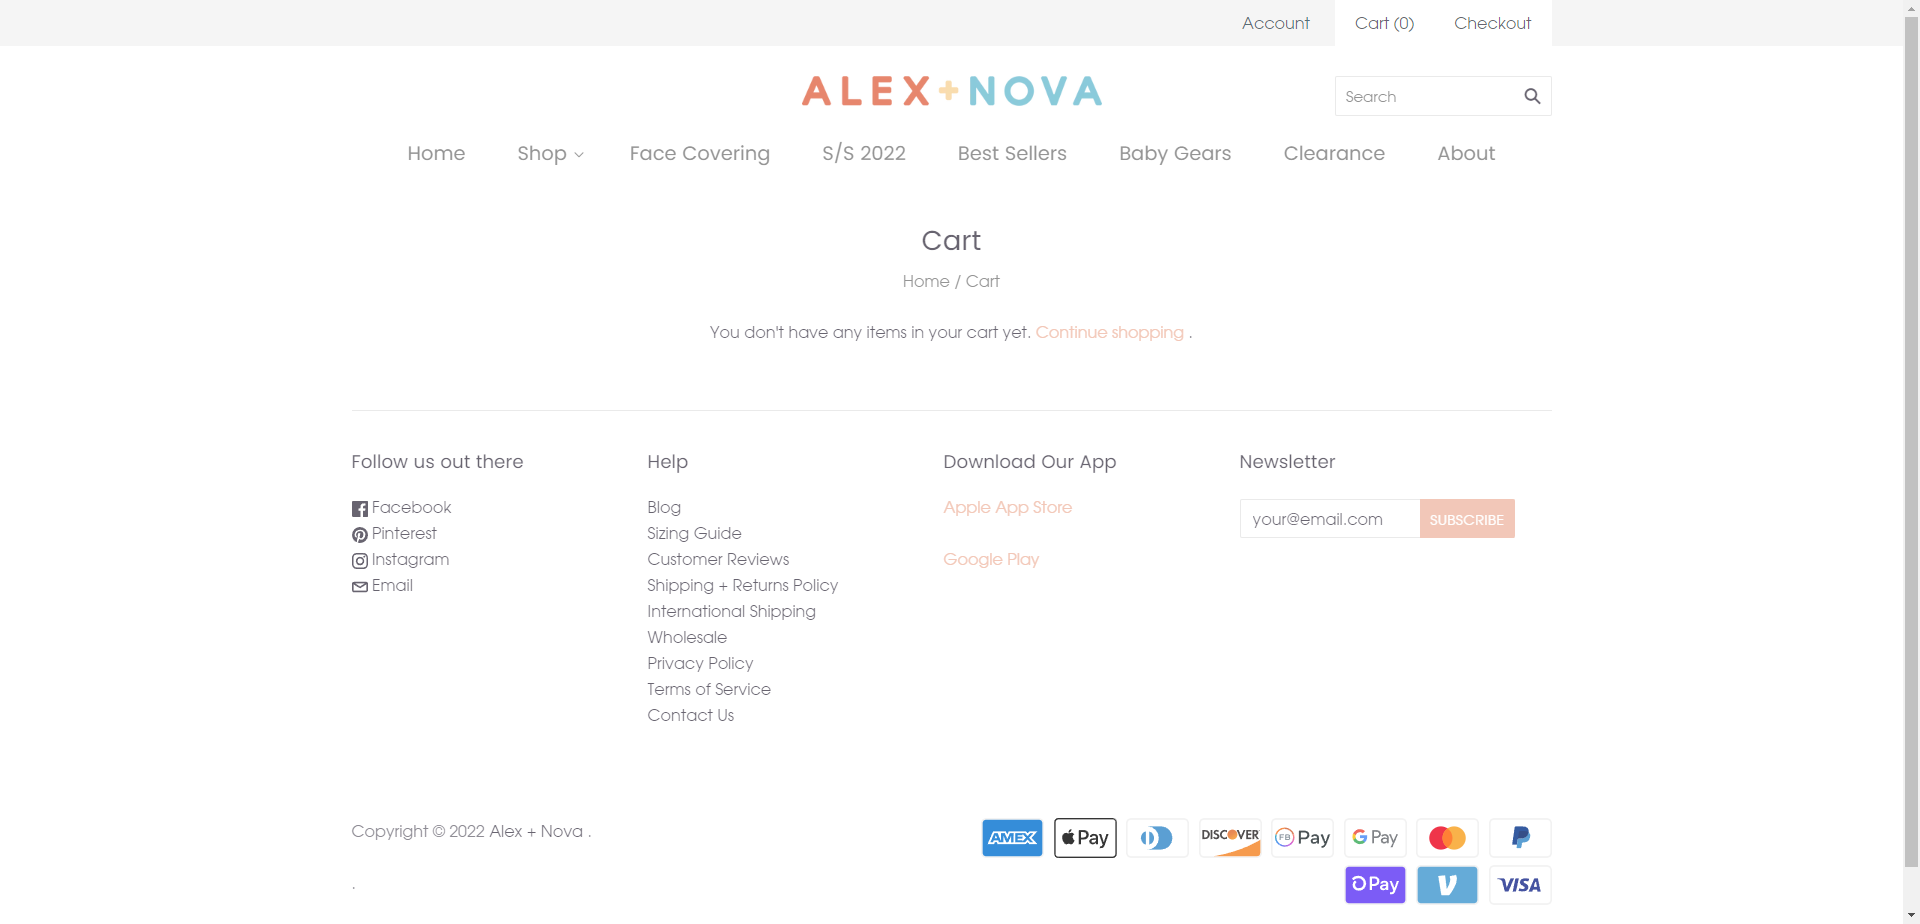 Account Cart (0) Checkout
ALEX + NOVA
Search
Home Shop Face Covering S/S 2022 Best Sellers Baby Gears Clearance About
Cart
Home / Cart
You don't have any items in your cart yet. Continue shopping .
Follow us out there
Facebook
Pinterest
Instagram
Email
Help
Blog
Sizing Guide
Customer Reviews
Shipping + Returns Policy
International Shipping
Wholesale
Privacy Policy
Terms of Service
Contact Us
Download Our App
Apple App Store
Google Play
Newsletter
your@email.com SUBSCRIBE
Copyright © 2022 Alex + Nova .
.
AMEX Pay DISCOVER FB Pay G Pay
Pay V VISA